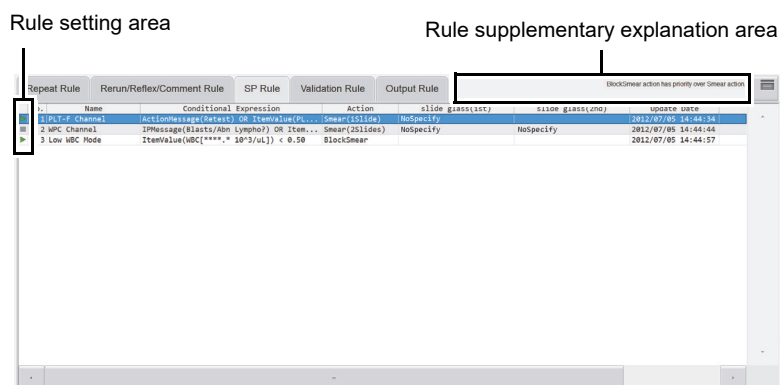 Rule setting area
Rule supplementary explanation area
Repeat Rule Rerun/Reflex/Comment Rule SP Rule Validation Rule Output Rule BlockSmear action has priority over Smear action.
Name Conditional Expression Action slide glass(1st) slide glass(2nd) Update Date
1 PLT-F Channel ActionMessage(Retest) OR ItemValue(PL... Smear(1Slide) NoSpecify 2012/07/05 14:44:34
2 WPC Channel IPMessage(Blasts/Abn Lympho?) OR Item... Smear(2Slides) NoSpecify NoSpecify 2012/07/05 14:44:44
3 Low WBC Mode ItemValue(WBC[****.* 10^3/uL]) < 0.50 BlockSmear 2012/07/05 14:44:57